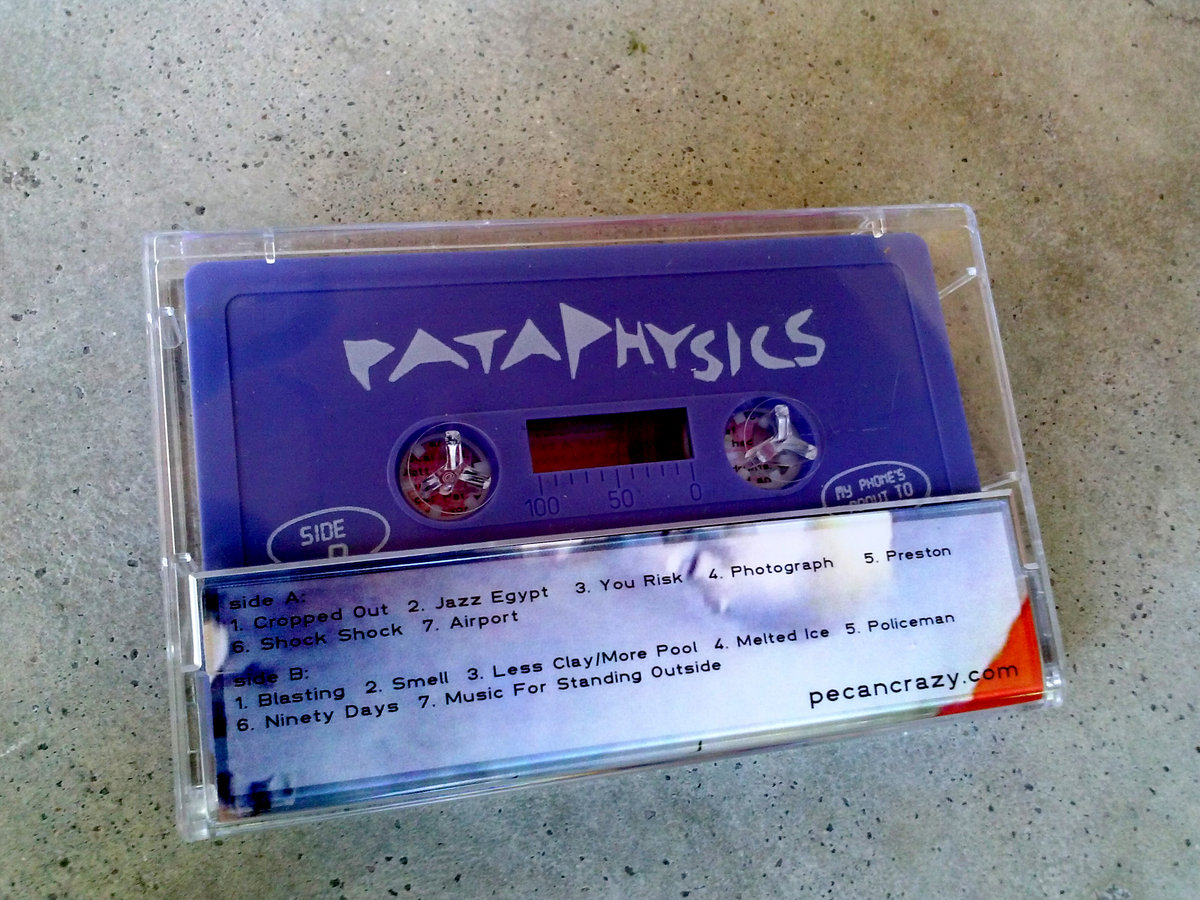 PATAPHYSICS
100 50 0
SIDE
MY PHONE'S
ABOUT TO
side A:
1. Cropped Out 2. Jazz Egypt 3. You Risk 4. Photograph 5. Preston
6. Shock Shock 7. Airport
side B:
1. Blasting 2. Smell 3. Less Clay/More Pool 4. Melted Ice 5. Policeman
6. Ninety Days 7. Music For Standing Outside
pecancrazy.com